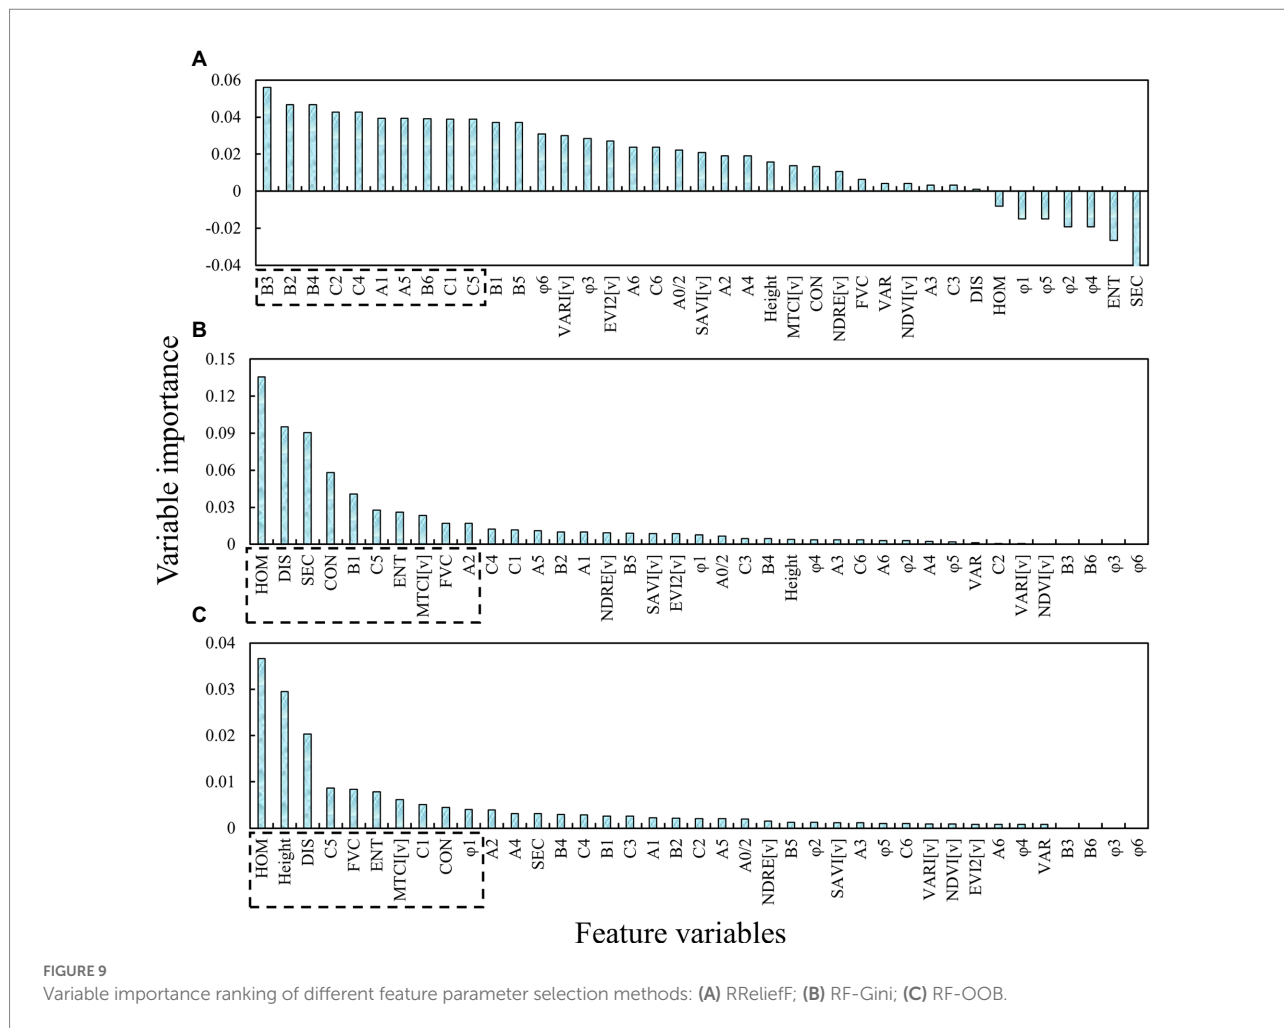 A
0.06
0.04
0.02
0
-0.02
-0.04
B3 B2 B4 C2 C4 A1 A5 B6 C1 C5 B1 B5 φ6 VARI[v] φ3 EVI2[v] A6 C6 A0/2 SAVI[v] A2 A4 Height MTCI[v] CON NDRE[v] FVC VAR NDVI[v] A3 C3 DIS HOM φ1 φ5 φ2 φ4 ENT SEC
B
Variable importance
0.15
0.12
0.09
0.06
0.03
0
HOM DIS SEC CON B1 C5 ENT MTCI[v] FVC A2 C4 C1 A5 B2 A1 NDRE[v] B5 SAVI[v] EVI2[v] φ1 A0/2 C3 B4 Height φ4 A3 C6 A6 φ2 A4 φ5 VAR C2 VARI[v] NDVI[v] B3 B6 φ3 φ6
C
0.04
0.03
0.02
0.01
0
HOM Height DIS C5 FVC ENT MTCI[v] C1 CON φ1 A2 A4 SEC B4 C4 B1 C3 A1 B2 C2 A5 A0/2 NDRE[v] B5 φ2 SAVI[v] A3 φ5 C6 VARI[v] NDVI[v] EVI2[v] A6 φ4 VAR B3 B6 φ3 φ6
Feature variables
FIGURE 9
Variable importance ranking of different feature parameter selection methods: (A) RReliefF; (B) RF-Gini; (C) RF-OOB.